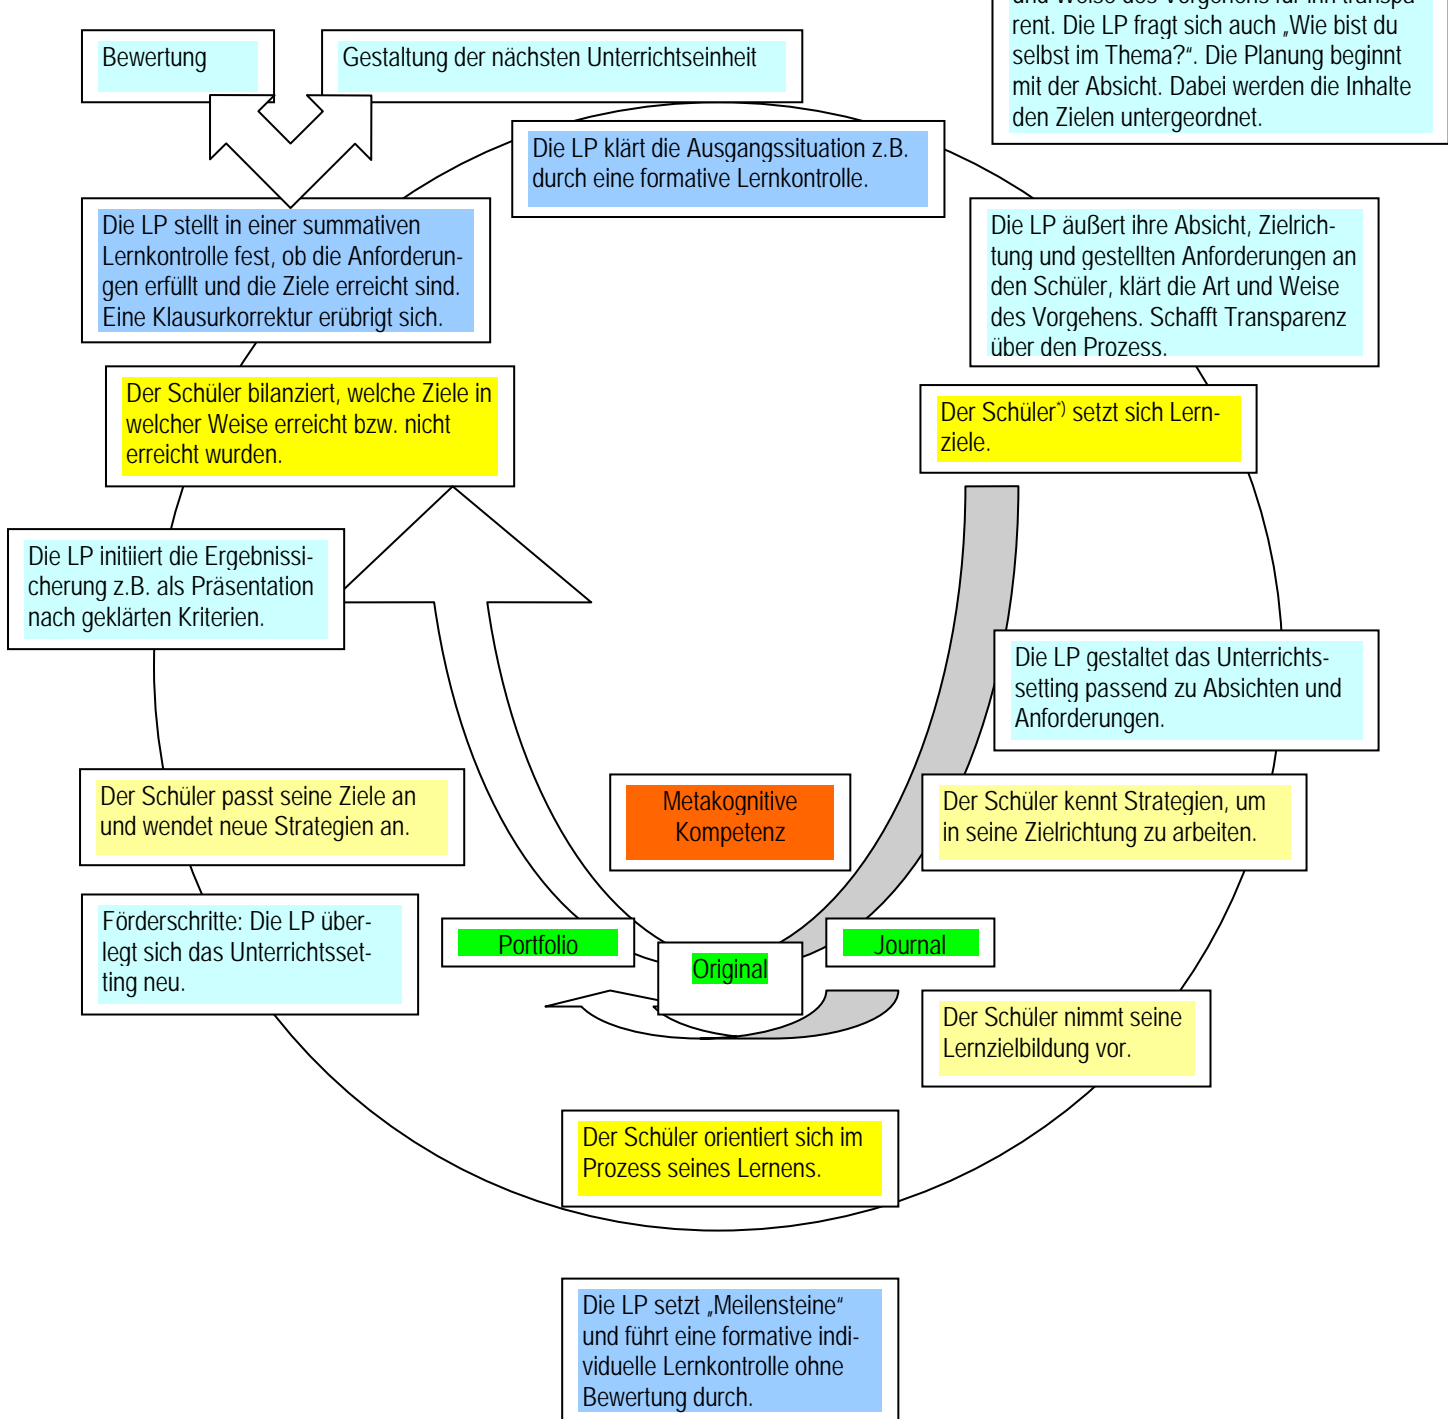 und Weise des Vorgehens für ihn transpa-
rent. Die LP fragt sich auch „Wie bist du
selbst im Thema?“. Die Planung beginnt
mit der Absicht. Dabei werden die Inhalte
den Zielen untergeordnet.
Bewertung
Gestaltung der nächsten Unterrichtseinheit
Die LP klärt die Ausgangssituation z.B.
durch eine formative Lernkontrolle.
Die LP stellt in einer summativen
Lernkontrolle fest, ob die Anforderun-
gen erfüllt und die Ziele erreicht sind.
Eine Klausurkorrektur erübrigt sich.
Die LP äußert ihre Absicht, Zielrich-
tung und gestellten Anforderungen an
den Schüler, klärt die Art und Weise
des Vorgehens. Schafft Transparenz
über den Prozess.
Der Schüler bilanziert, welche Ziele in
welcher Weise erreicht bzw. nicht
erreicht wurden.
Der Schüler*) setzt sich Lern-
ziele.
Die LP initiiert die Ergebnissi-
cherung z.B. als Präsentation
nach geklärten Kriterien.
Die LP gestaltet das Unterrichts-
setting passend zu Absichten und
Anforderungen.
Der Schüler passt seine Ziele an
und wendet neue Strategien an.
Metakognitive
Kompetenz
Der Schüler kennt Strategien, um
in seine Zielrichtung zu arbeiten.
Förderschritte: Die LP über-
legt sich das Unterrichtsset-
ting neu.
Portfolio
Original
Journal
Der Schüler nimmt seine
Lernzielbildung vor.
Der Schüler orientiert sich im
Prozess seines Lernens.
Die LP setzt „Meilensteine“
und führt eine formative indi-
viduelle Lernkontrolle ohne
Bewertung durch.